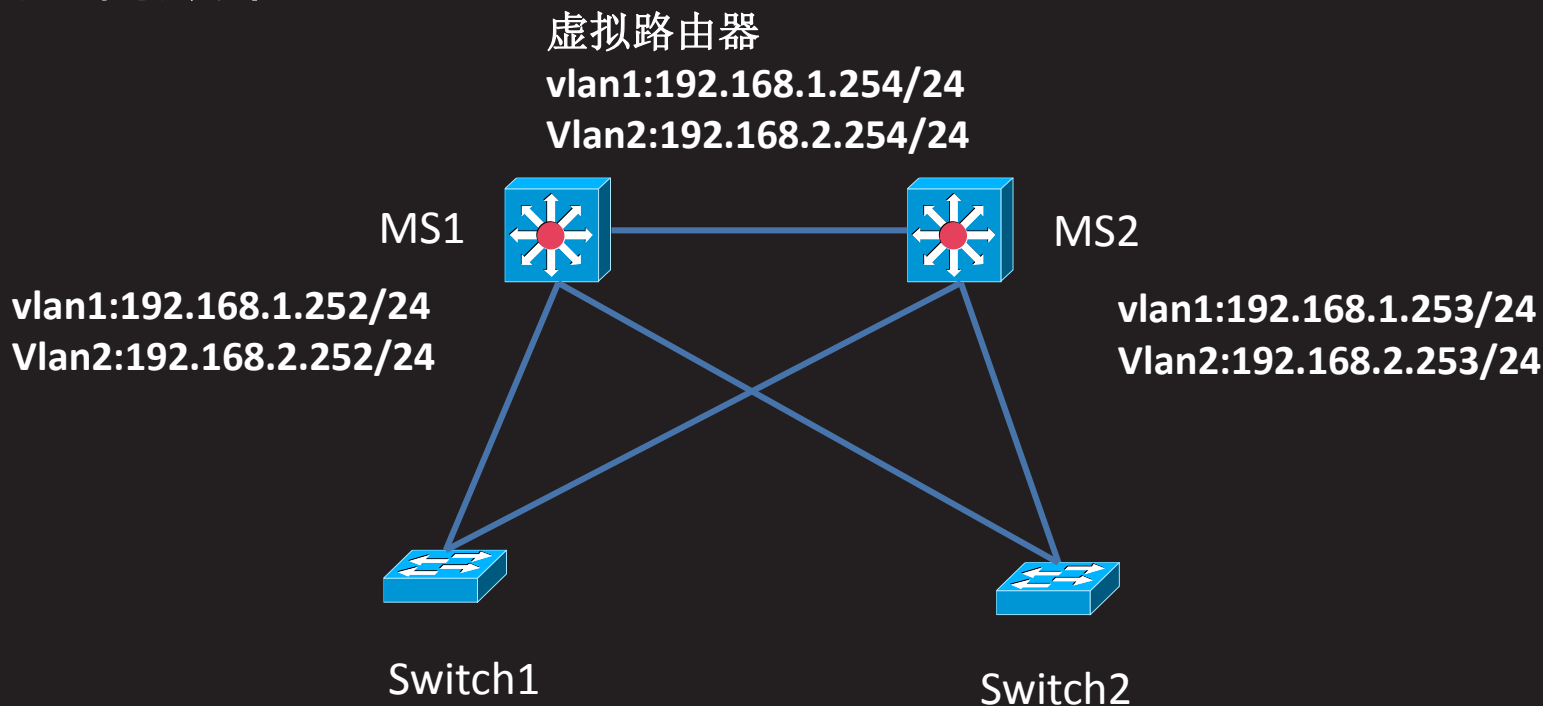 虚拟路由器
vlan1:192.168.1.254/24
Vlan2:192.168.2.254/24
MS1
MS2
vlan1:192.168.1.252/24
Vlan2:192.168.2.252/24
vlan1:192.168.1.253/24
Vlan2:192.168.2.253/24
Switch1
Switch2